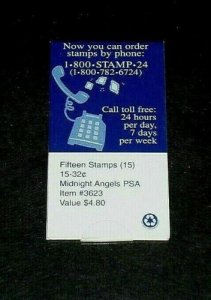 Now you can order
stamps by phone:
1-800-STAMP-24
(1-800-782-6724)
Call toll free:
24 hours
per day,
7 days
per week
Fifteen Stamps (15)
15-32¢
Midnight Angels PSA
Item #3623
Value $4.80